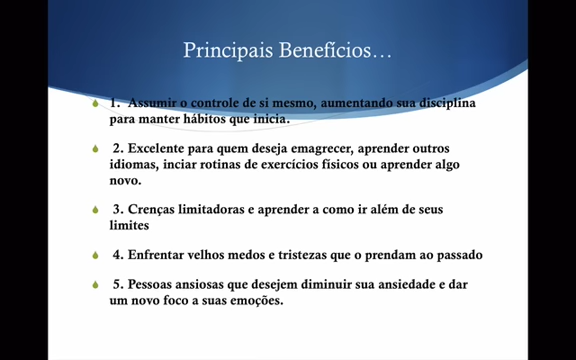 Principais Benefícios...
1. Assumir o controle de si mesmo, aumentando sua disciplina
para manter hábitos que inicia.
2. Excelente para quem deseja emagrecer, aprender outros
idiomas, inciar rotinas de exercícios físicos ou aprender algo
novo.
3. Crenças limitadoras e aprender a como ir além de seus
limites
4. Enfrentar velhos medos e tristezas que o prendam ao passado
5. Pessoas ansiosas que desejem diminuir sua ansiedade e dar
um novo foco a suas emoções.